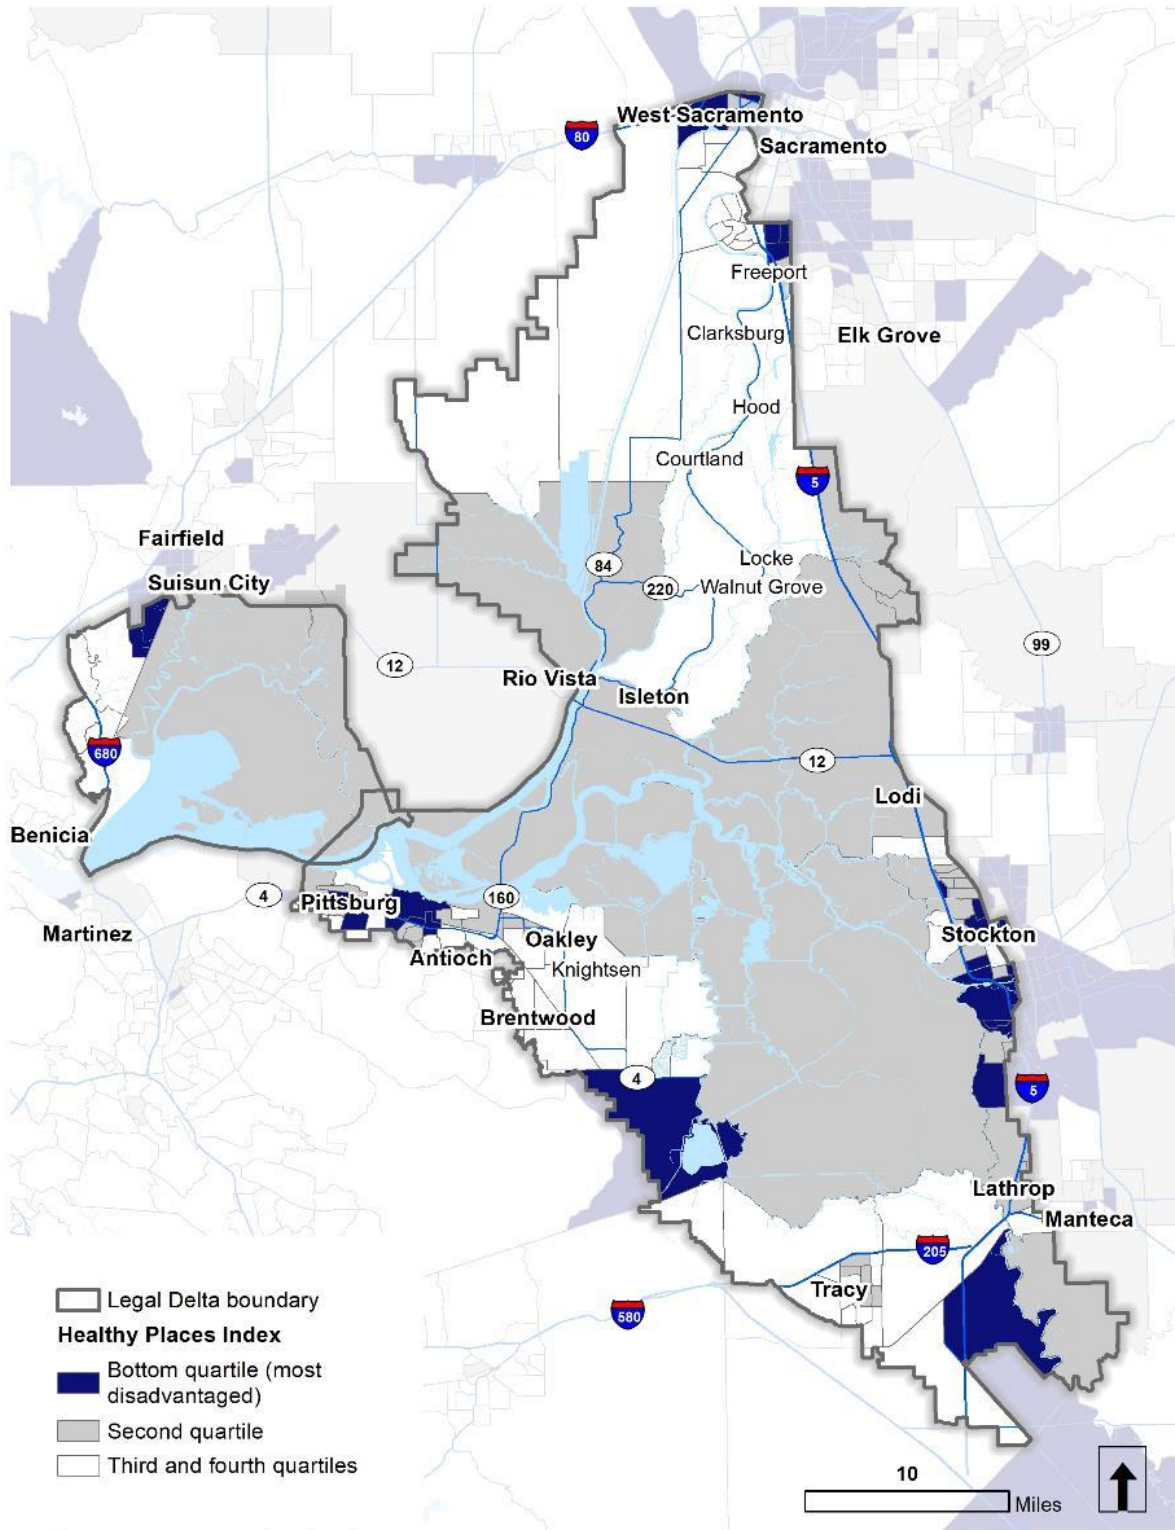 West Sacramento
80
Sacramento
Freeport
Clarksburg
Elk Grove
Hood
Courtland
5
Fairfield
Locke
84
Suisun City
220
Walnut Grove
99
12
Rio Vista
Isleton
680
12
Lodi
Benicia
4
Pittsburg
160
Martinez
Stockton
Oakley
Antioch
Knightsen
Brentwood
4
5
Lathrop
Manteca
205
Tracy
580
Legal Delta boundary
Healthy Places Index
Bottom quartile (most
disadvantaged)
Second quartile
Third and fourth quartiles
10
Miles